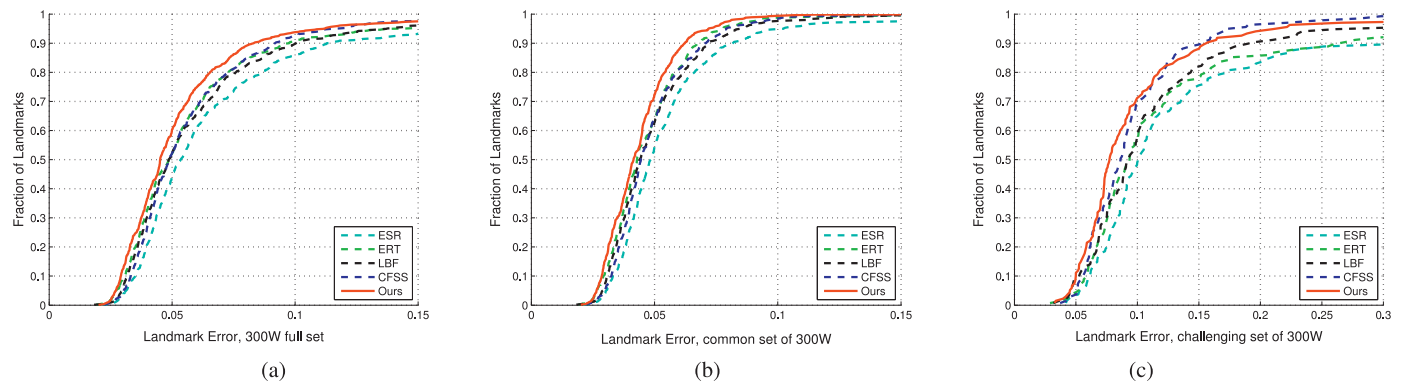 1
0.9
0.8
0.7
0.6
0.5
0.4
0.3
0.2
0.1
0
Fraction of Landmarks
0 0.05 0.1 0.15
Landmark Error, 300W full set
ESR
ERT
LBF
CFSS
Ours
(a)
1
0.9
0.8
0.7
0.6
0.5
0.4
0.3
0.2
0.1
0
Fraction of Landmarks
0 0.05 0.1 0.15
Landmark Error, common set of 300W
ESR
ERT
LBF
CFSS
Ours
(b)
1
0.9
0.8
0.7
0.6
0.5
0.4
0.3
0.2
0.1
0
Fraction of Landmarks
0 0.05 0.1 0.15 0.2 0.25 0.3
Landmark Error, challenging set of 300W
ESR
ERT
LBF
CFSS
Ours
(c)